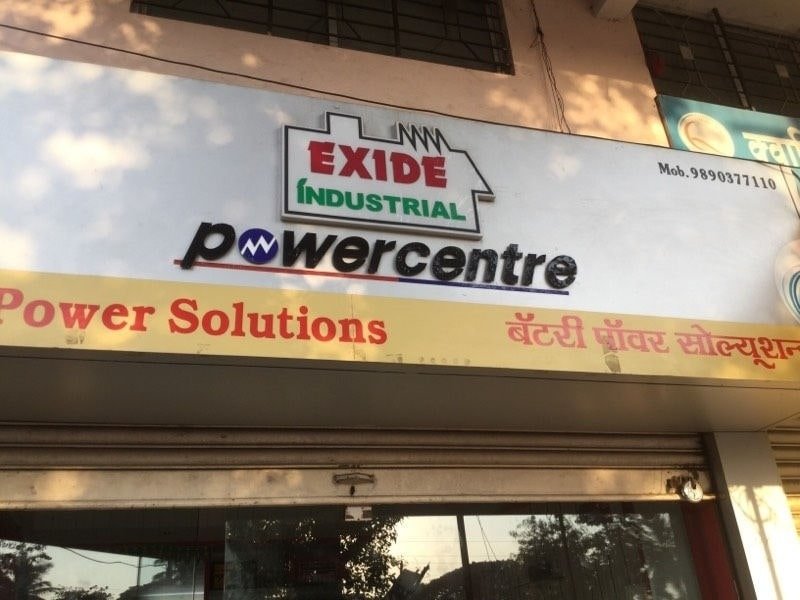 EXIDE
INDUSTRIAL
powercentre
Mob.9890377110
Power Solutions
बॅटरी पॉवर सोल्यूशन